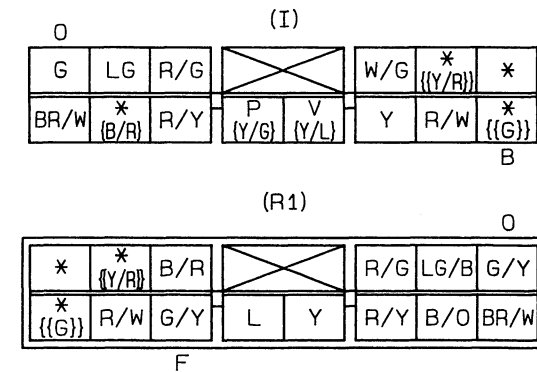 (I)
O
G LG R/G W/G * {{Y/R}} *
BR/W * {B/R} R/Y P {Y/G} V {Y/L} Y R/W * {{G}}
B
(R1)
O
* * {{Y/R}} B/R R/G LG/B G/Y
* {{G}} R/W G/Y L Y R/Y B/O BR/W
F